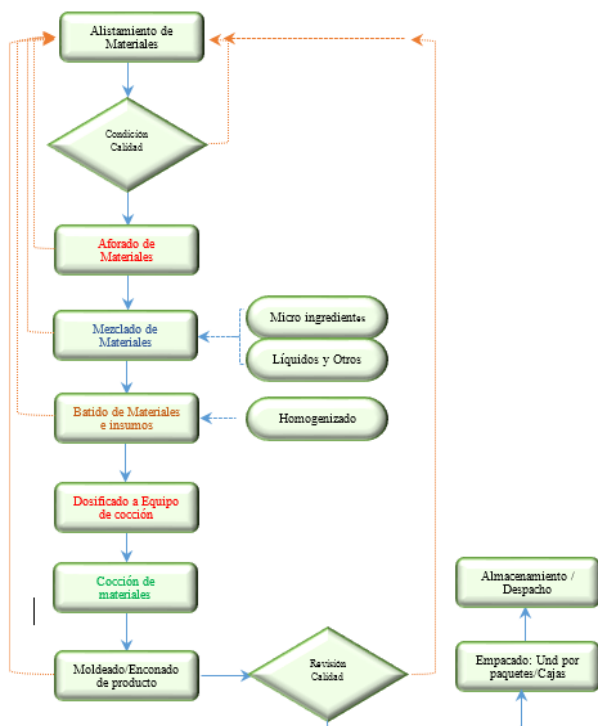 Alistamiento de
Materiales
Condición
Calidad
Aforado de
Materiales
Mezclado de
Materiales
Micro ingredientes
Líquidos y Otros
Batido de Materiales
e insumos
Homogenizado
Dosificado a Equipo
de cocción
Cocción de
materiales
Almacenamiento /
Despacho
Moldeado/Enconado
de producto
Revisión
Calidad
Empacado: Und por
paquetes/Cajas